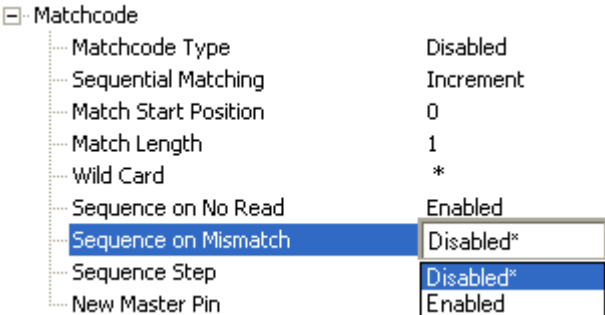 Matchcode
Matchcode Type Disabled
Sequential Matching Increment
Match Start Position 0
Match Length 1
Wild Card *
Sequence on No Read Enabled
Sequence on Mismatch Disabled*
Sequence Step Disabled*
New Master Pin Enabled